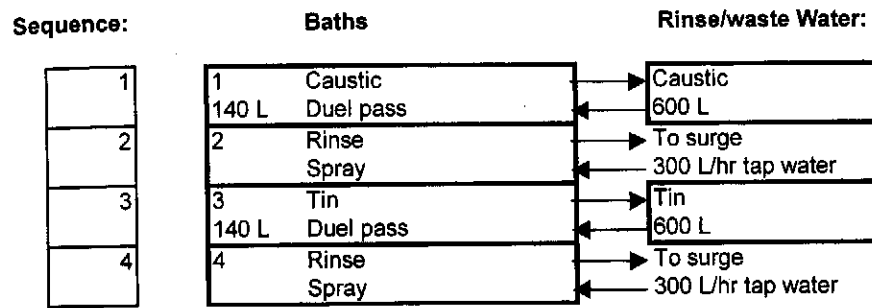 Sequence: Baths Rinse/waste Water:
1 1 Caustic Caustic
140 L Duel pass 600 L
2 2 Rinse To surge
Spray 300 L/hr tap water
3 3 Tin Tin
140 L Duel pass 600 L
4 4 Rinse To surge
Spray 300 L/hr tap water